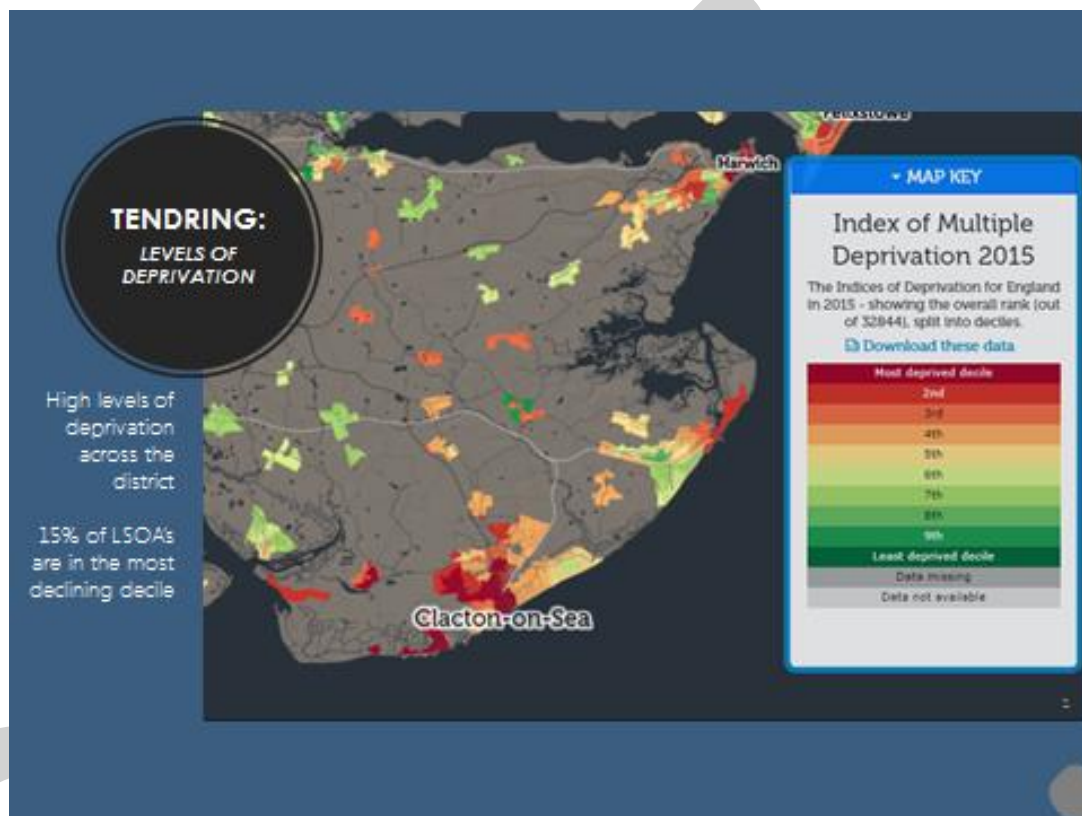 TENDRING:
LEVELS OF
DEPRIVATION
High levels of
deprivation
across the
district
15% of LSOA's
are in the most
declining decile
Felixstowe
Harwich
Clacton-on-Sea
MAP KEY
Index of Multiple
Deprivation 2015
The Indices of Deprivation for England
in 2015 - showing the overall rank (out
of 32844), split into deciles.
Download these data
Most deprived decile
2nd
3rd
4th
5th
6th
7th
8th
9th
Least deprived decile
Data missing
Data not available